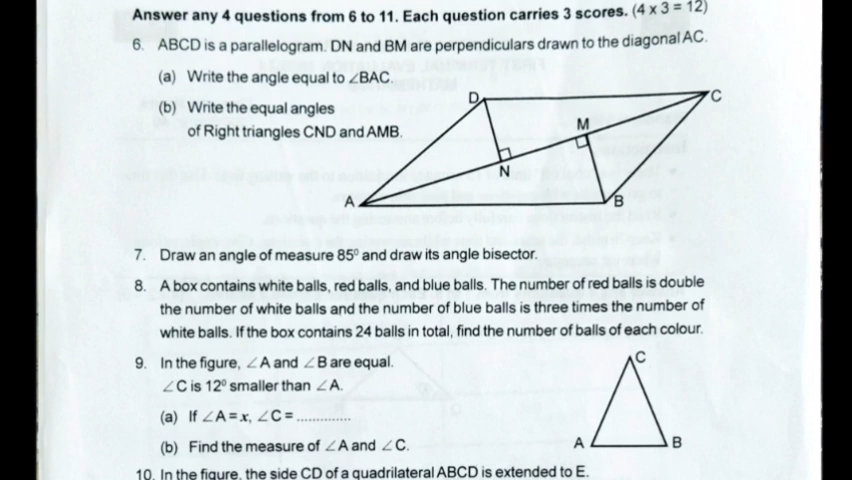 Answer any 4 questions from 6 to 11. Each question carries 3 scores. (4 x 3 = 12)
6. ABCD is a parallelogram. DN and BM are perpendiculars drawn to the diagonal AC.
(a) Write the angle equal to ∠BAC.
(b) Write the equal angles
of Right triangles CND and AMB.
D
C
M
N
A
B
7. Draw an angle of measure 85⁰ and draw its angle bisector.
8. A box contains white balls, red balls, and blue balls. The number of red balls is double
the number of white balls and the number of blue balls is three times the number of
white balls. If the box contains 24 balls in total, find the number of balls of each colour.
9. In the figure, ∠A and ∠B are equal.
∠C is 12⁰ smaller than ∠A.
(a) If ∠A = x, ∠C = ..............
(b) Find the measure of ∠A and ∠C.
C
A
B
10. In the figure, the side CD of a quadrilateral ABCD is extended to E.